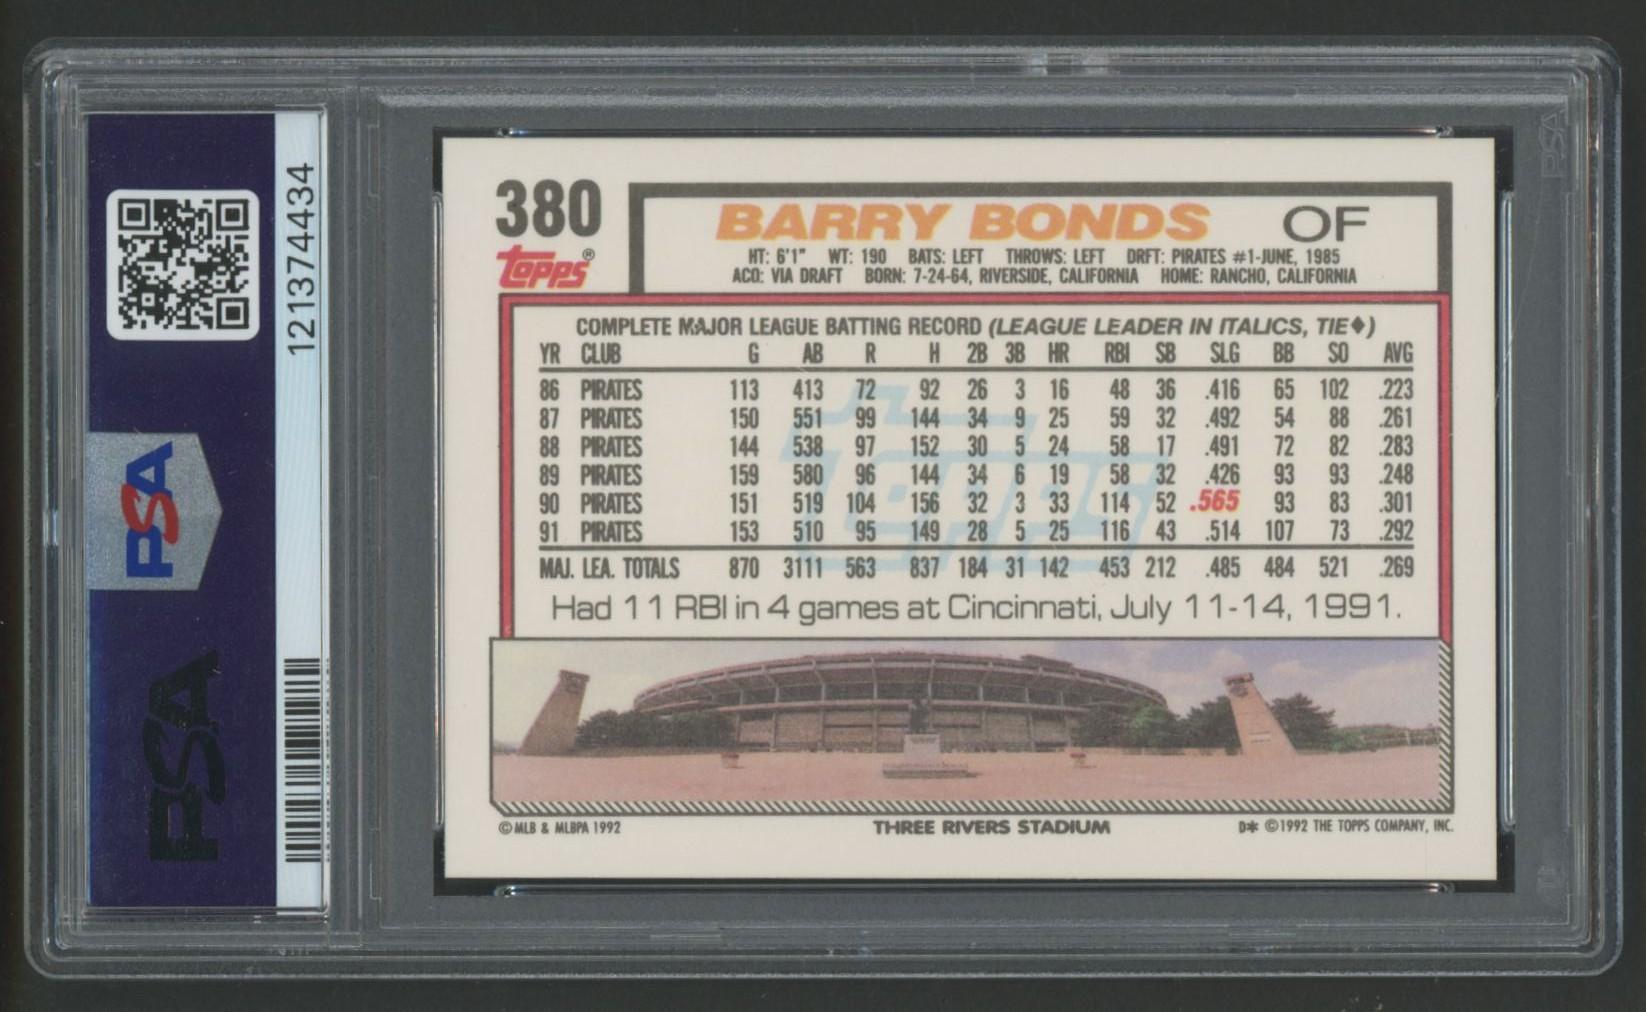 PSA
PSA
121374434
380
Topps®
BARRY BONDS OF
HT: 6'1" WT: 190 BATS: LEFT THROWS: LEFT DRFT: PIRATES #1-JUNE, 1985
ACQ: VIA DRAFT BORN: 7-24-64, RIVERSIDE, CALIFORNIA HOME: RANCHO, CALIFORNIA
COMPLETE MAJOR LEAGUE BATTING RECORD (LEAGUE LEADER IN ITALICS, TIE♦)
YR CLUB G AB R H 2B 3B HR RBI SB SLG BB SO AVG
86 PIRATES 113 413 72 92 26 3 16 48 36 .416 65 102 .223
87 PIRATES 150 551 99 144 34 9 25 59 32 .492 54 88 .261
88 PIRATES 144 538 97 152 30 5 24 58 17 .491 72 82 .283
89 PIRATES 159 580 96 144 34 6 19 58 32 .426 93 93 .248
90 PIRATES 151 519 104 156 32 3 33 114 52 .565 93 83 .301
91 PIRATES 153 510 95 149 28 5 25 116 43 .514 107 73 .292
MAJ. LEA. TOTALS 870 3111 563 837 184 31 142 453 212 .485 484 521 .269
Topps
Had 11 RBI in 4 games at Cincinnati, July 11-14, 1991.
©MLB & MLBPA 1992 THREE RIVERS STADIUM D* ©1992 THE TOPPS COMPANY, INC.
PSA